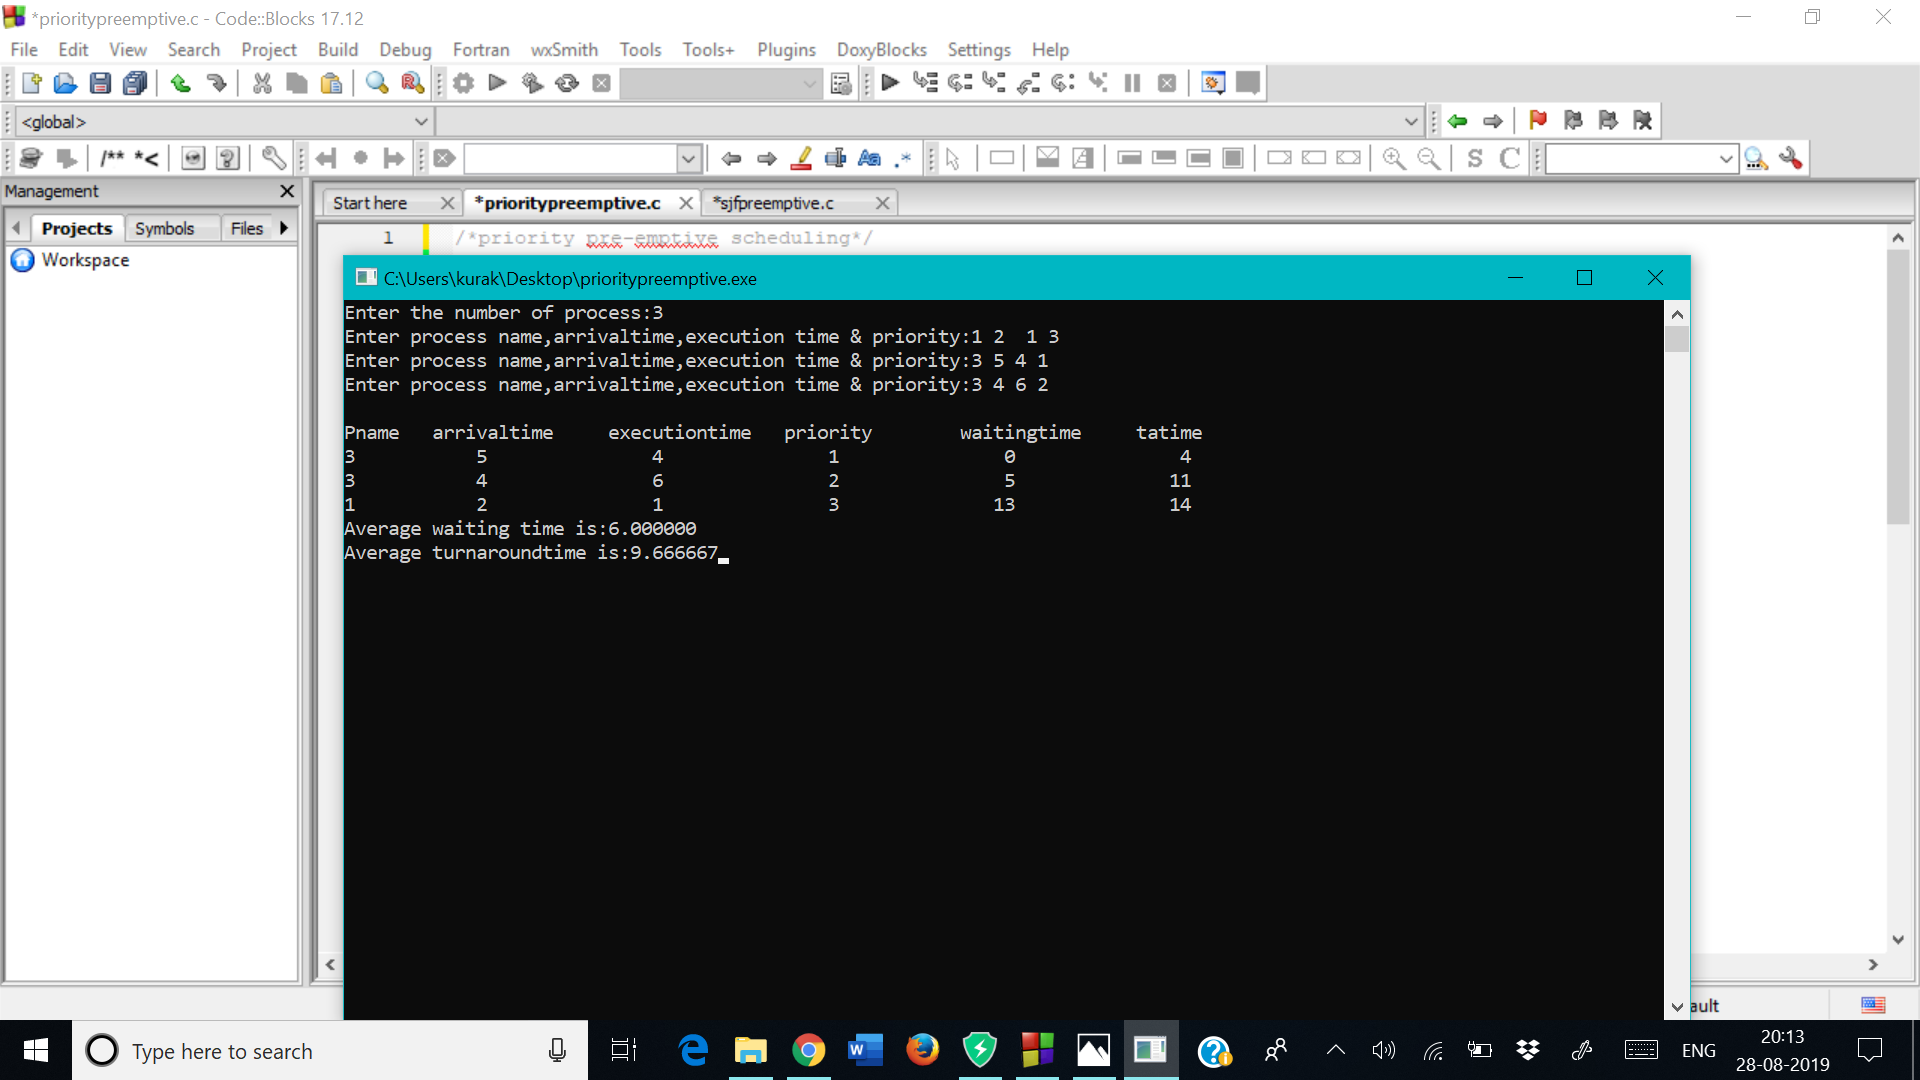 *prioritypreemptive.c - Code::Blocks 17.12
File Edit View Search Project Build Debug Fortran wxSmith Tools Tools+ Plugins DoxyBlocks Settings Help
<global>
/** *<
Management
Start here *prioritypreemptive.c *sjfpreemptive.c
Projects Symbols Files
1 /*priority pre-emptive scheduling*/
Workspace
C:\Users\kurak\Desktop\prioritypreemptive.exe
Enter the number of process:3
Enter process name,arrivaltime,execution time & priority:1 2  1 3
Enter process name,arrivaltime,execution time & priority:3 5 4 1
Enter process name,arrivaltime,execution time & priority:3 4 6 2
Pname arrivaltime executiontime priority waitingtime tatime
3 5 4 1 0 4
3 4 6 2 5 11
1 2 1 3 13 14
Average waiting time is:6.000000
Average turnaroundtime is:9.666667
ault
Type here to search
ENG
20:13
28-08-2019